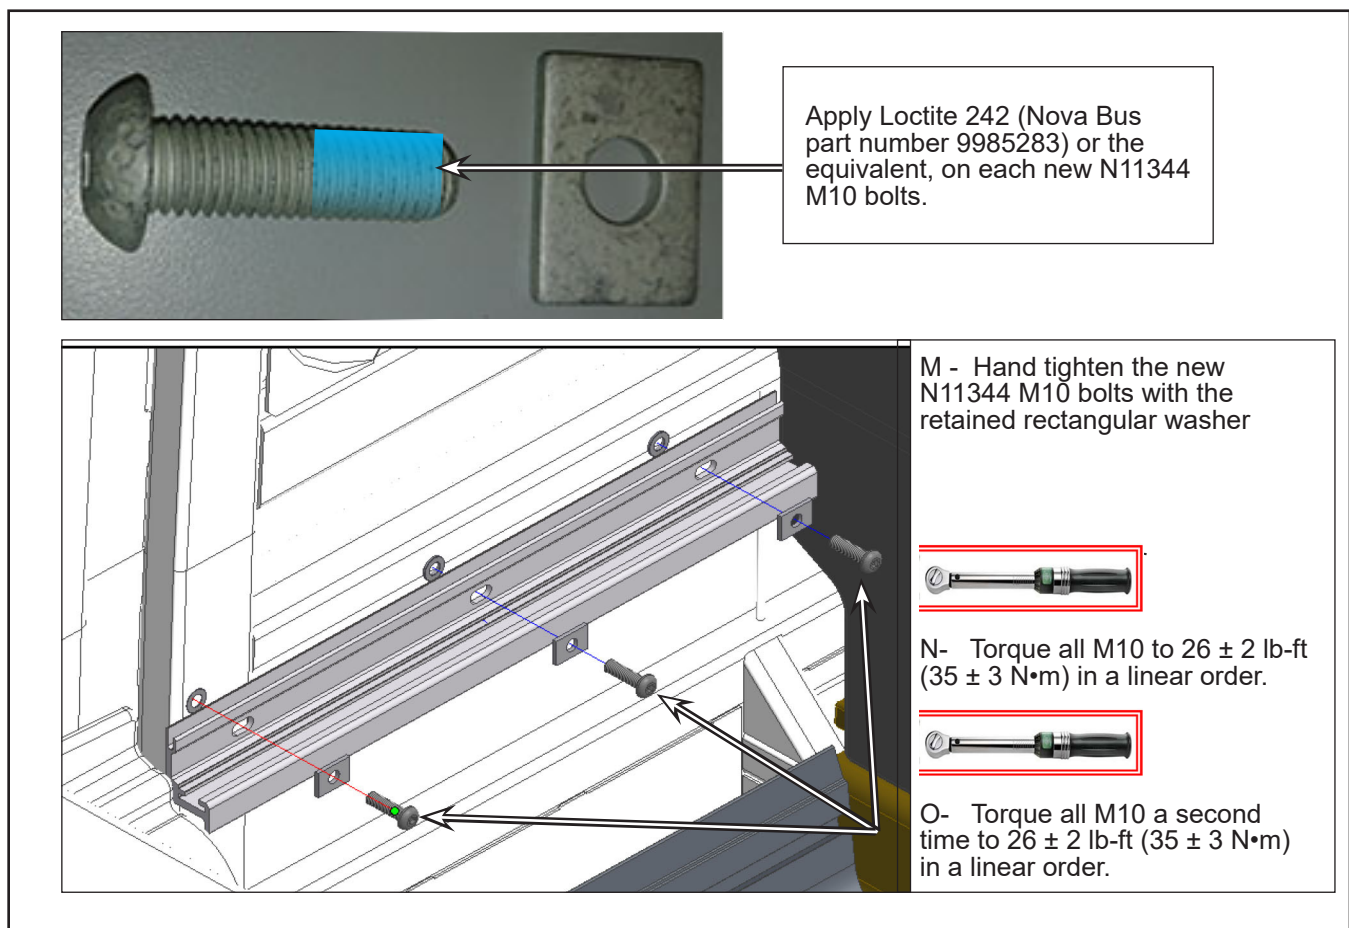 Apply Loctite 242 (Nova Bus
part number 9985283) or the
equivalent, on each new N11344
M10 bolts.
M - Hand tighten the new
N11344 M10 bolts with the
retained rectangular washer
N- Torque all M10 to 26 ± 2 lb-ft
(35 ± 3 N•m) in a linear order.
O- Torque all M10 a second
time to 26 ± 2 lb-ft (35 ± 3 N•m)
in a linear order.